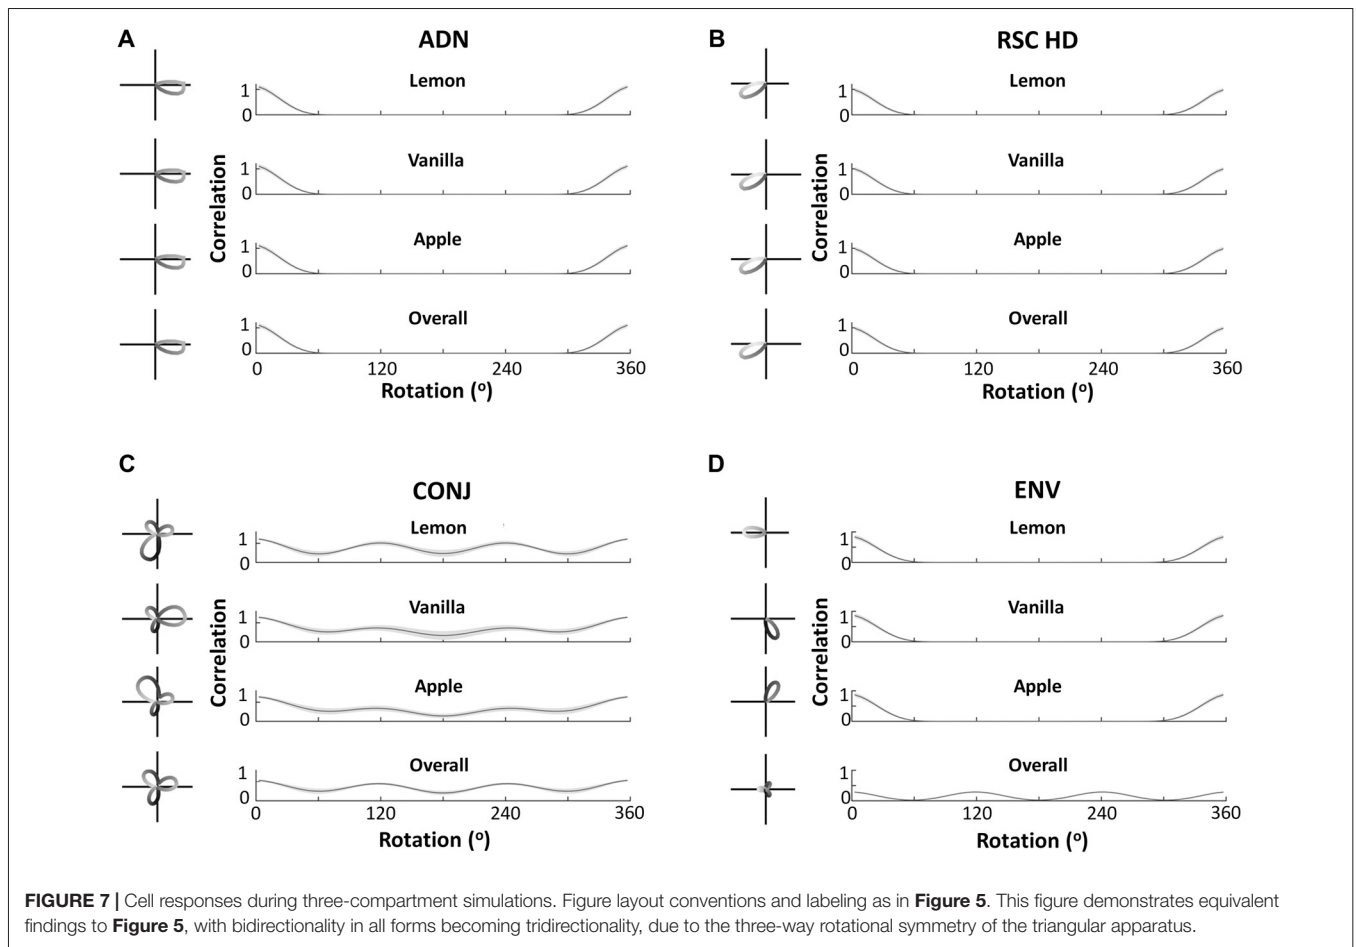 A
ADN
Lemon
1
0
Vanilla
1
0
Apple
1
0
Overall
1
0
Correlation
0 120 240 360
Rotation (º)
B
RSC HD
Lemon
1
0
Vanilla
1
0
Apple
1
0
Overall
1
0
Correlation
0 120 240 360
Rotation (º)
C
CONJ
Lemon
1
0
Vanilla
1
0
Apple
1
0
Overall
1
0
Correlation
0 120 240 360
Rotation (º)
D
ENV
Lemon
1
0
Vanilla
1
0
Apple
1
0
Overall
1
0
Correlation
0 120 240 360
Rotation (º)
FIGURE 7 | Cell responses during three-compartment simulations. Figure layout conventions and labeling as in Figure 5. This figure demonstrates equivalent
findings to Figure 5, with bidirectionality in all forms becoming tridirectionality, due to the three-way rotational symmetry of the triangular apparatus.